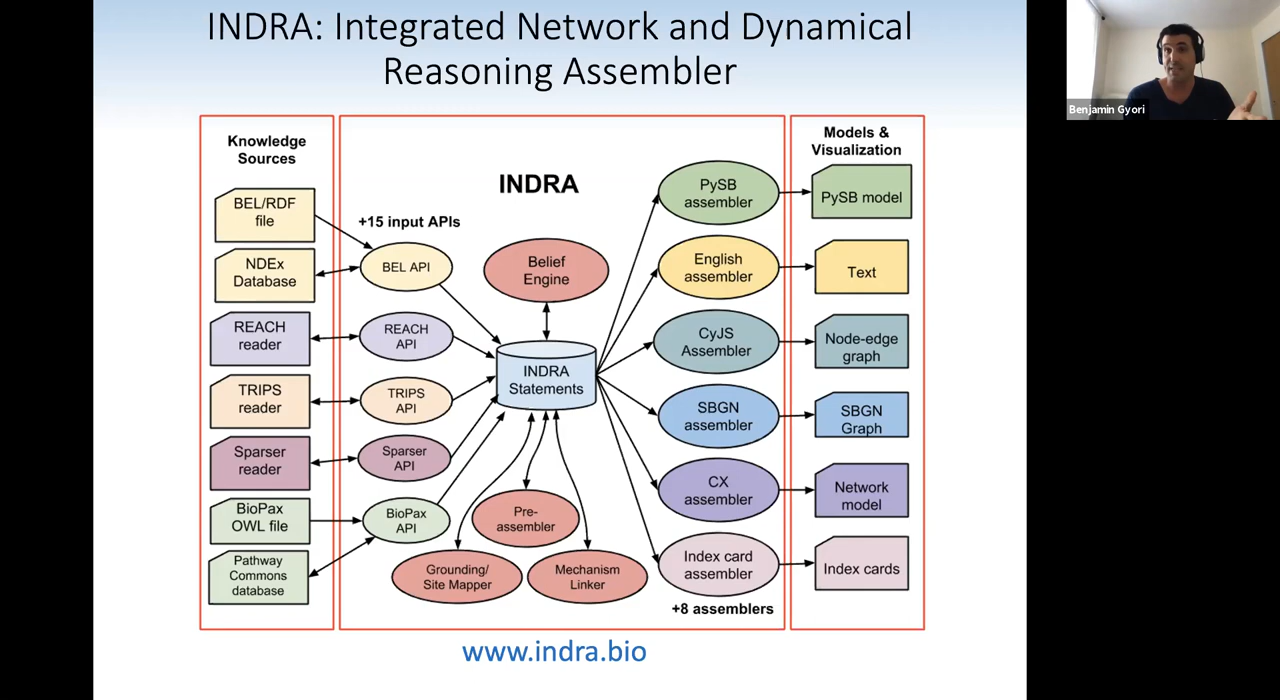 INDRA: Integrated Network and Dynamical
Reasoning Assembler
Benjamin Gyori
Knowledge
Sources
BEL/RDF
file
NDEx
Database
REACH
reader
TRIPS
reader
Sparser
reader
BioPax
OWL file
Pathway
Commons
database
INDRA
+15 input APIs
BEL API
REACH
API
TRIPS
API
Sparser
API
BioPax
API
Belief
Engine
INDRA
Statements
Pre-
assembler
Grounding/
Site Mapper
Mechanism
Linker
PySB
assembler
English
assembler
CyJS
Assembler
SBGN
assembler
CX
assembler
Index card
assembler
+8 assemblers
Models &
Visualization
PySB model
Text
Node-edge
graph
SBGN
Graph
Network
model
Index cards
www.indra.bio